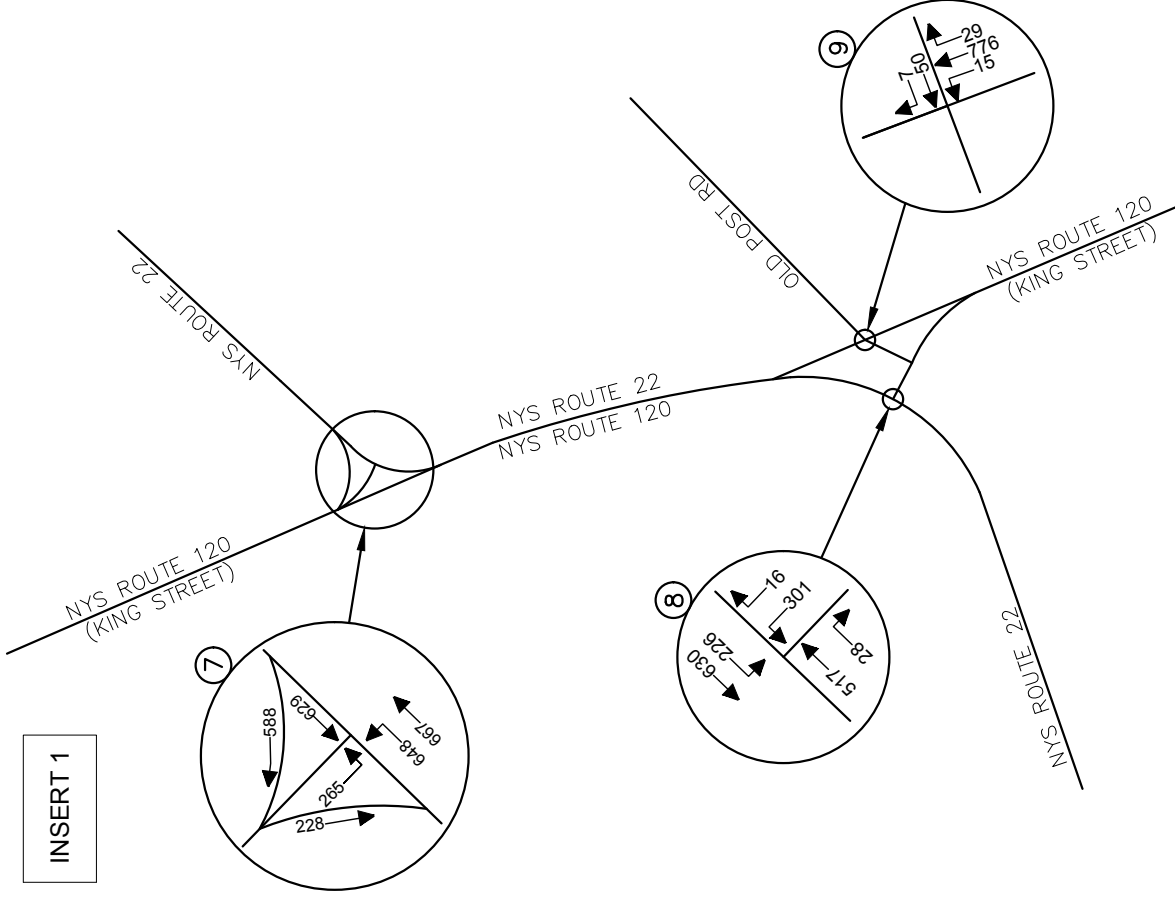 INSERT 1
NYS ROUTE 120
(KING STREET)
NYS ROUTE 22
7
588
629
265
228
648
667
NYS ROUTE 22
NYS ROUTE 120
8
630
226
16
301
517
28
OLD POST RD
9
7
50
29
776
15
NYS ROUTE 120
(KING STREET)
NYS ROUTE 22